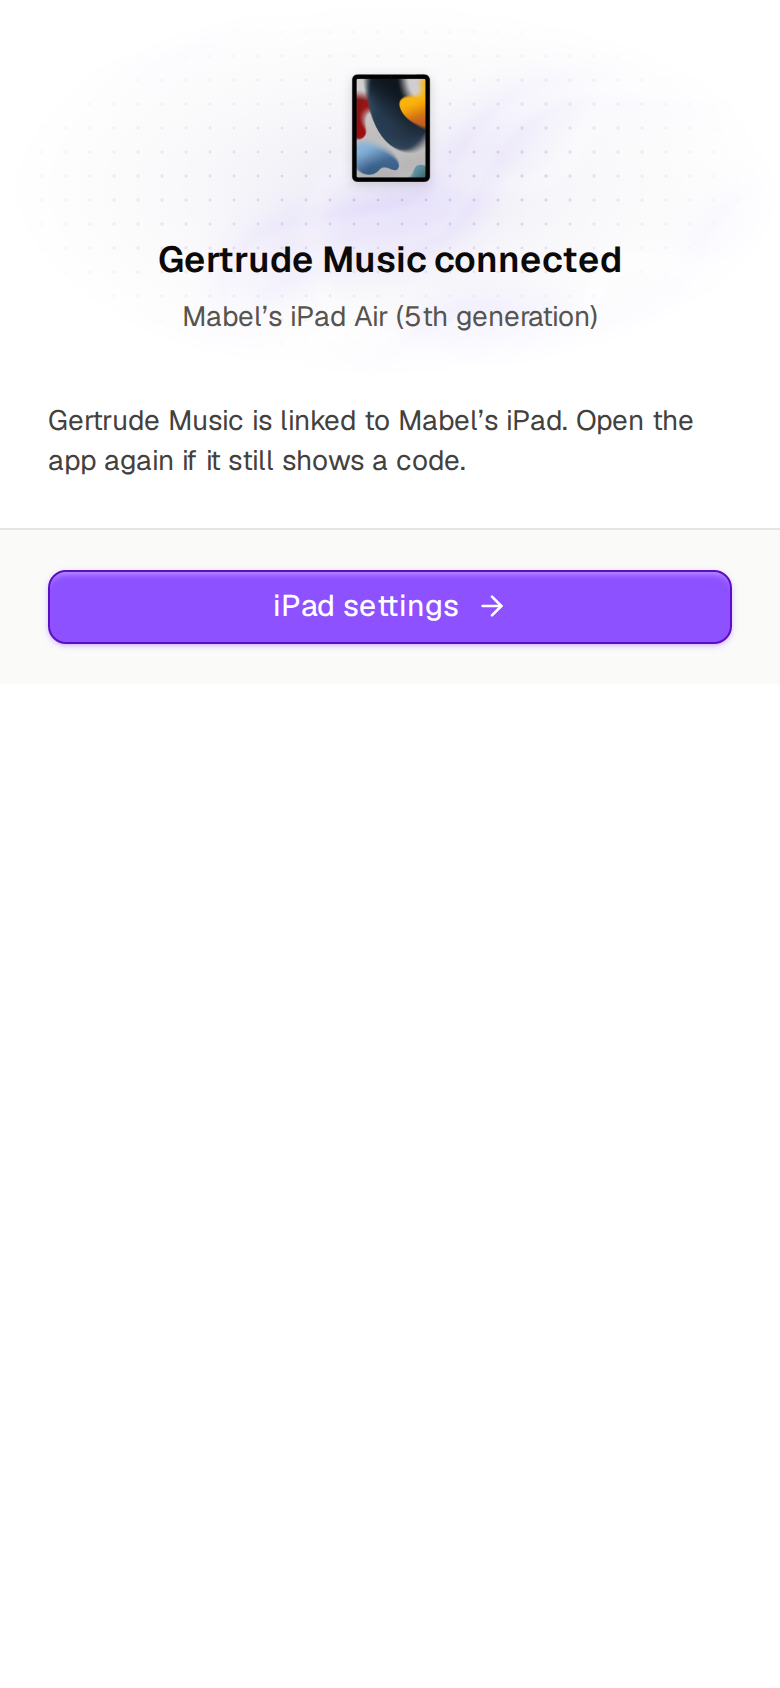 Gertrude Music connected
Mabel’s iPad Air (5th generation)
Gertrude Music is linked to Mabel’s iPad. Open the
app again if it still shows a code.
iPad settings →